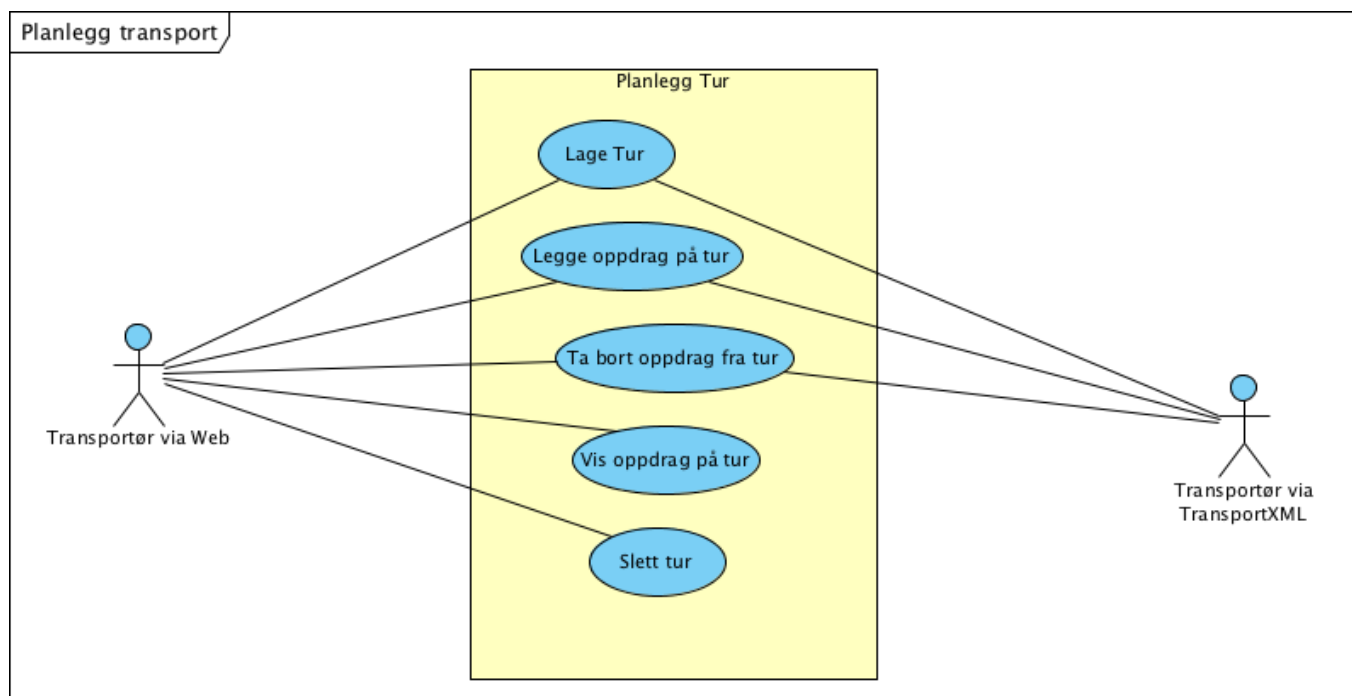 Planlegg transport
Planlegg Tur
Lage Tur
Legge oppdrag på tur
Ta bort oppdrag fra tur
Transportør via Web
Vis oppdrag på tur
Transportør via
TransportXML
Slett tur